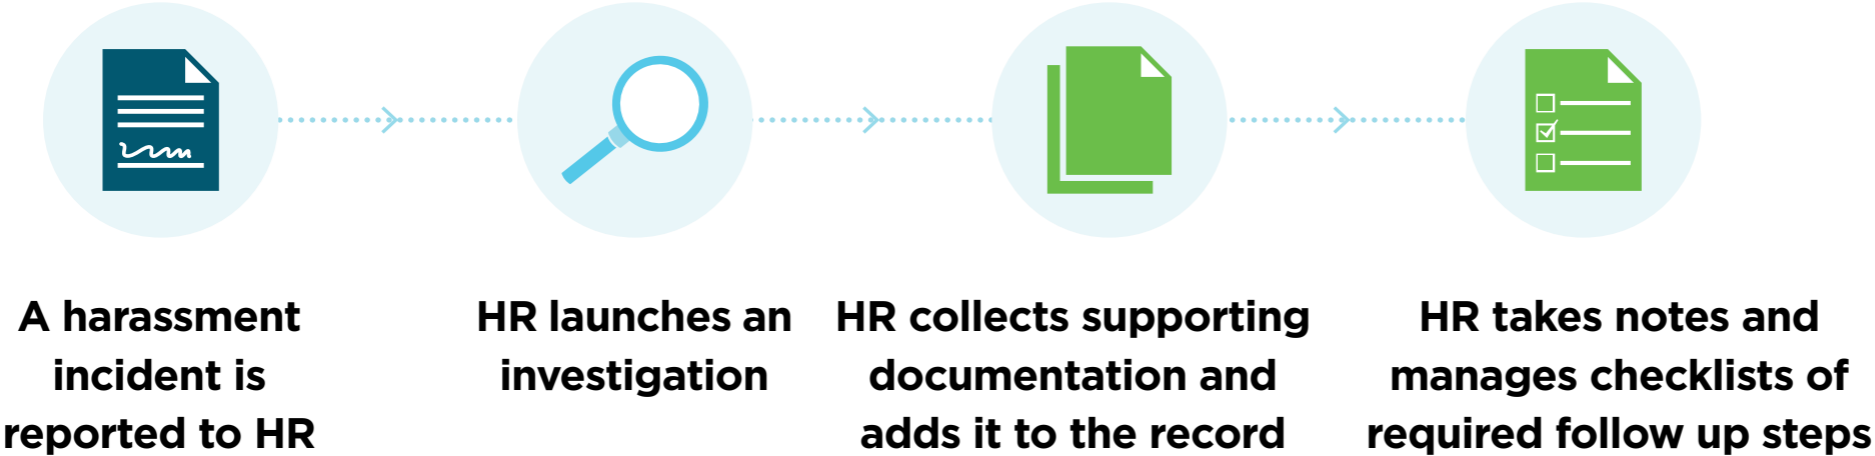 A harassment
incident is
reported to HR
HR launches an
investigation
HR collects supporting
documentation and
adds it to the record
HR takes notes and
manages checklists of
required follow up steps